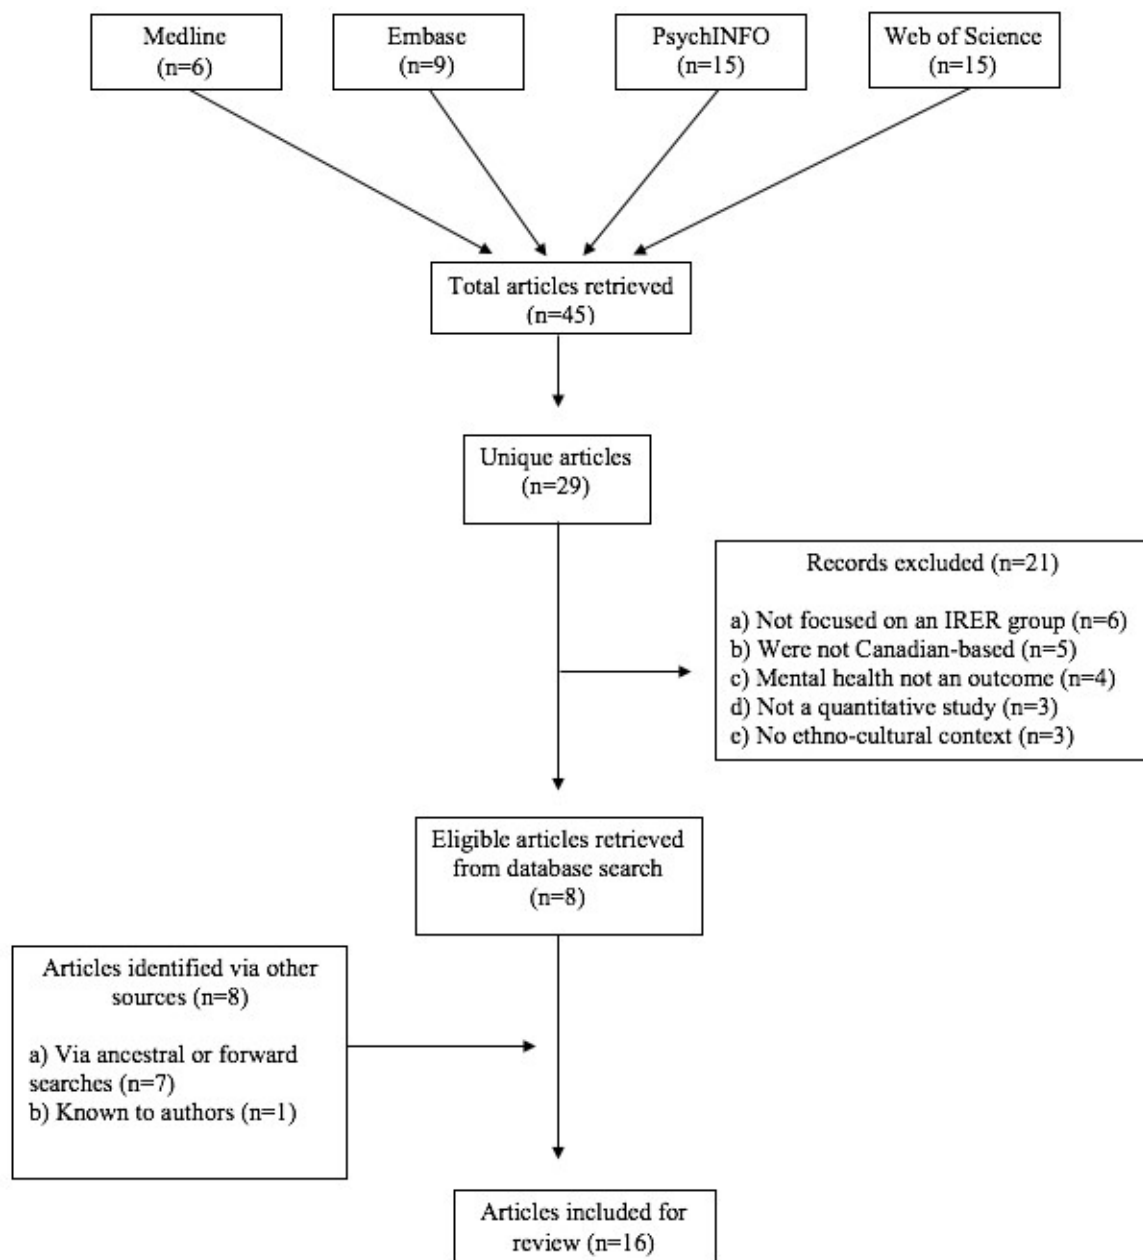 Medline
(n=6)
Embase
(n=9)
PsychINFO
(n=15)
Web of Science
(n=15)
Total articles retrieved
(n=45)
Unique articles
(n=29)
Records excluded (n=21)
a) Not focused on an IRER group (n=6)
b) Were not Canadian-based (n=5)
c) Mental health not an outcome (n=4)
d) Not a quantitative study (n=3)
e) No ethno-cultural context (n=3)
Eligible articles retrieved
from database search
(n=8)
Articles identified via other
sources (n=8)
a) Via ancestral or forward
searches (n=7)
b) Known to authors (n=1)
Articles included for
review (n=16)